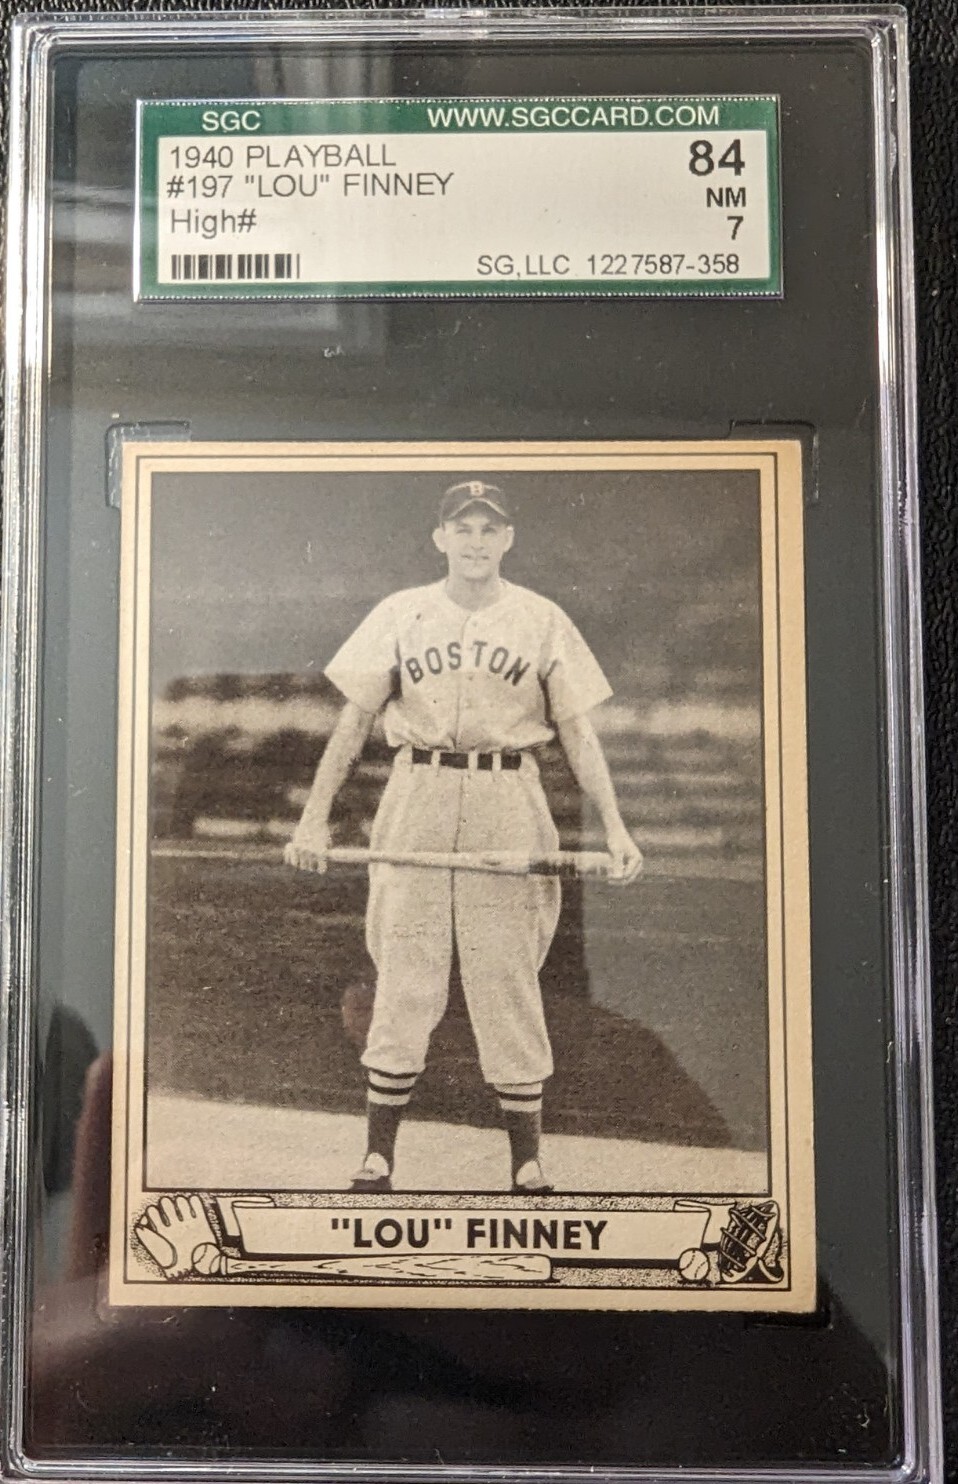 SGC WWW.SGCCARD.COM
1940 PLAYBALL 84
#197 "LOU" FINNEY NM
High# 7
SG,LLC 1227587-358
B
BOSTON
"LOU" FINNEY